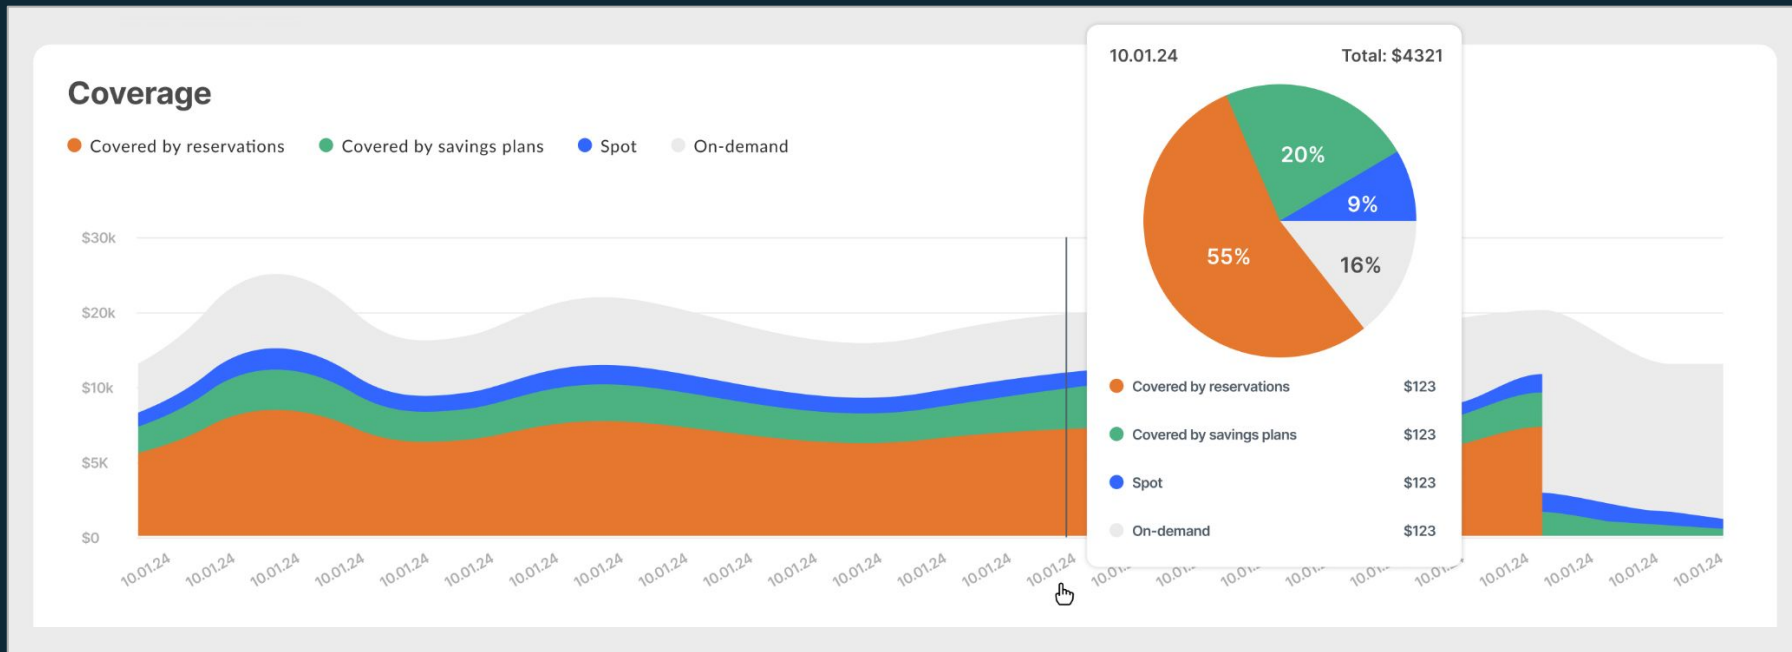 Coverage
Covered by reservations Covered by savings plans Spot On-demand
$30k
$20k
$10k
$5K
$0
10.01.24 10.01.24 10.01.24 10.01.24 10.01.24 10.01.24 10.01.24 10.01.24 10.01.24 10.01.24 10.01.24 10.01.24 10.01.24 10.01.24 10.01.24 10.01.24 10.01.24 10.01.24 10.01.24
10.01.24 Total: $4321
20%
9%
55%
16%
Covered by reservations $123
Covered by savings plans $123
Spot $123
On-demand $123